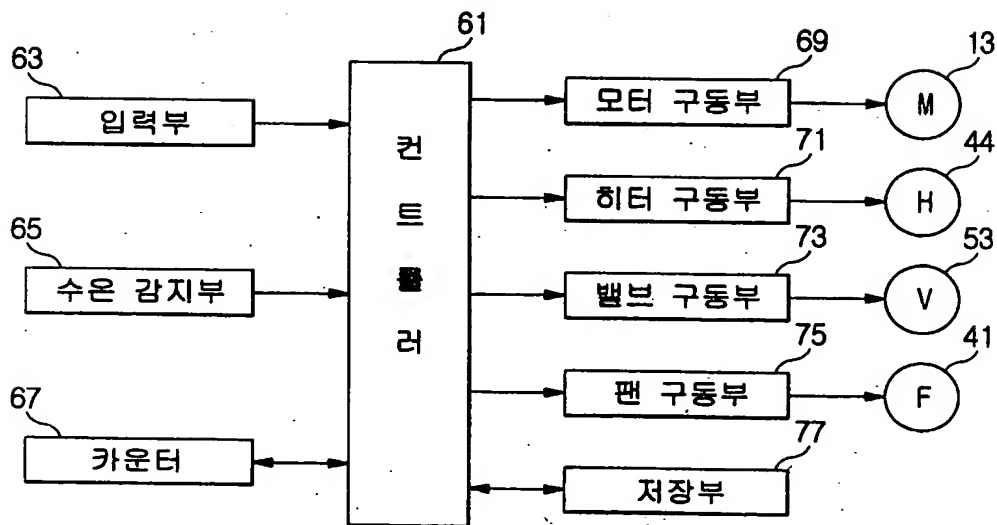 61
63
입력부
65
수온 감지부
67
카운터
컨
트
롤
러
69
모터 구동부
13
M
71
히터 구동부
44
H
73
밸브 구동부
53
V
75
팬 구동부
41
F
77
저장부